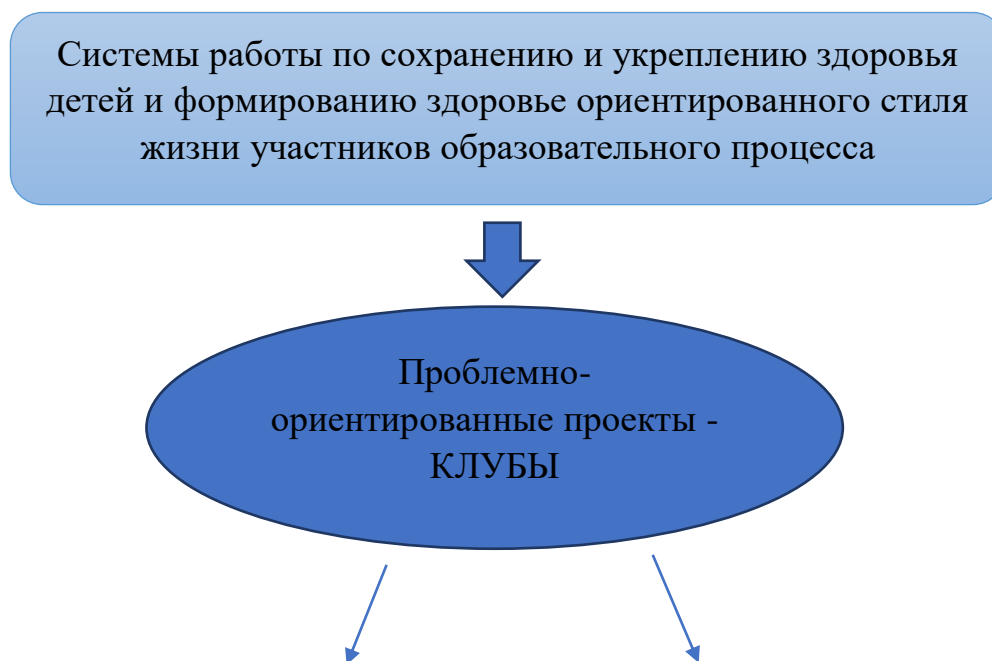 Системы работы по сохранению и укреплению здоровья
детей и формированию здоровье ориентированного стиля
жизни участников образовательного процесса
Проблемно-
ориентированные проекты -
КЛУБЫ